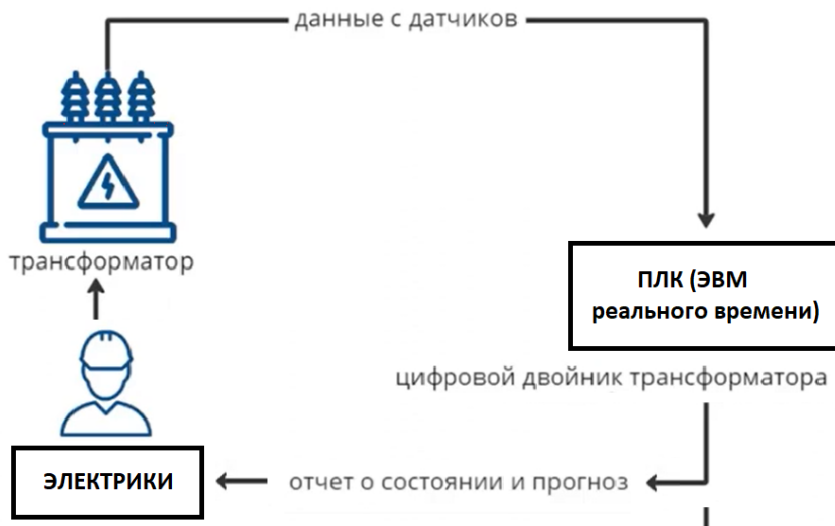 данные с датчиков
трансформатор
ПЛК (ЭВМ
реального времени)
цифровой двойник трансформатора
ЭЛЕКТРИКИ
отчет о состоянии и прогноз